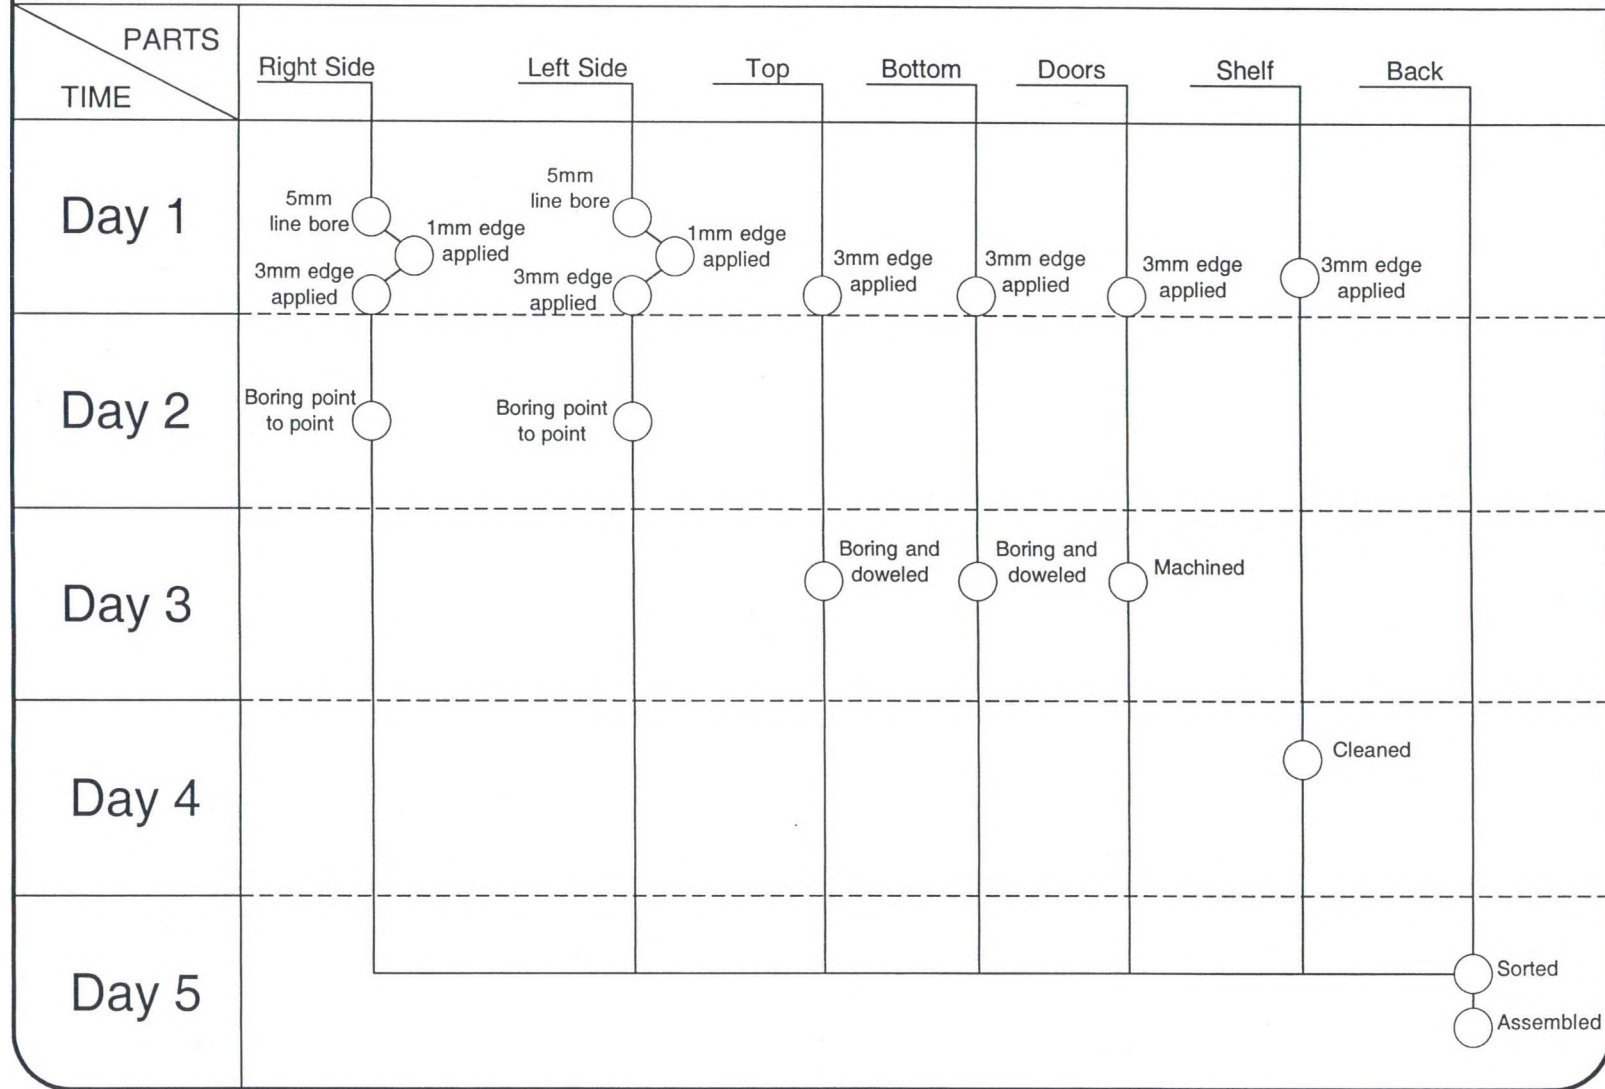 PARTS
TIME
Right Side
Left Side
Top
Bottom
Doors
Shelf
Back
Day 1
5mm
line bore
1mm edge
applied
3mm edge
applied
5mm
line bore
1mm edge
applied
3mm edge
applied
3mm edge
applied
3mm edge
applied
3mm edge
applied
3mm edge
applied
Day 2
Boring point
to point
Boring point
to point
Day 3
Boring and
doweled
Boring and
doweled
Machined
Day 4
Cleaned
Day 5
Sorted
Assembled